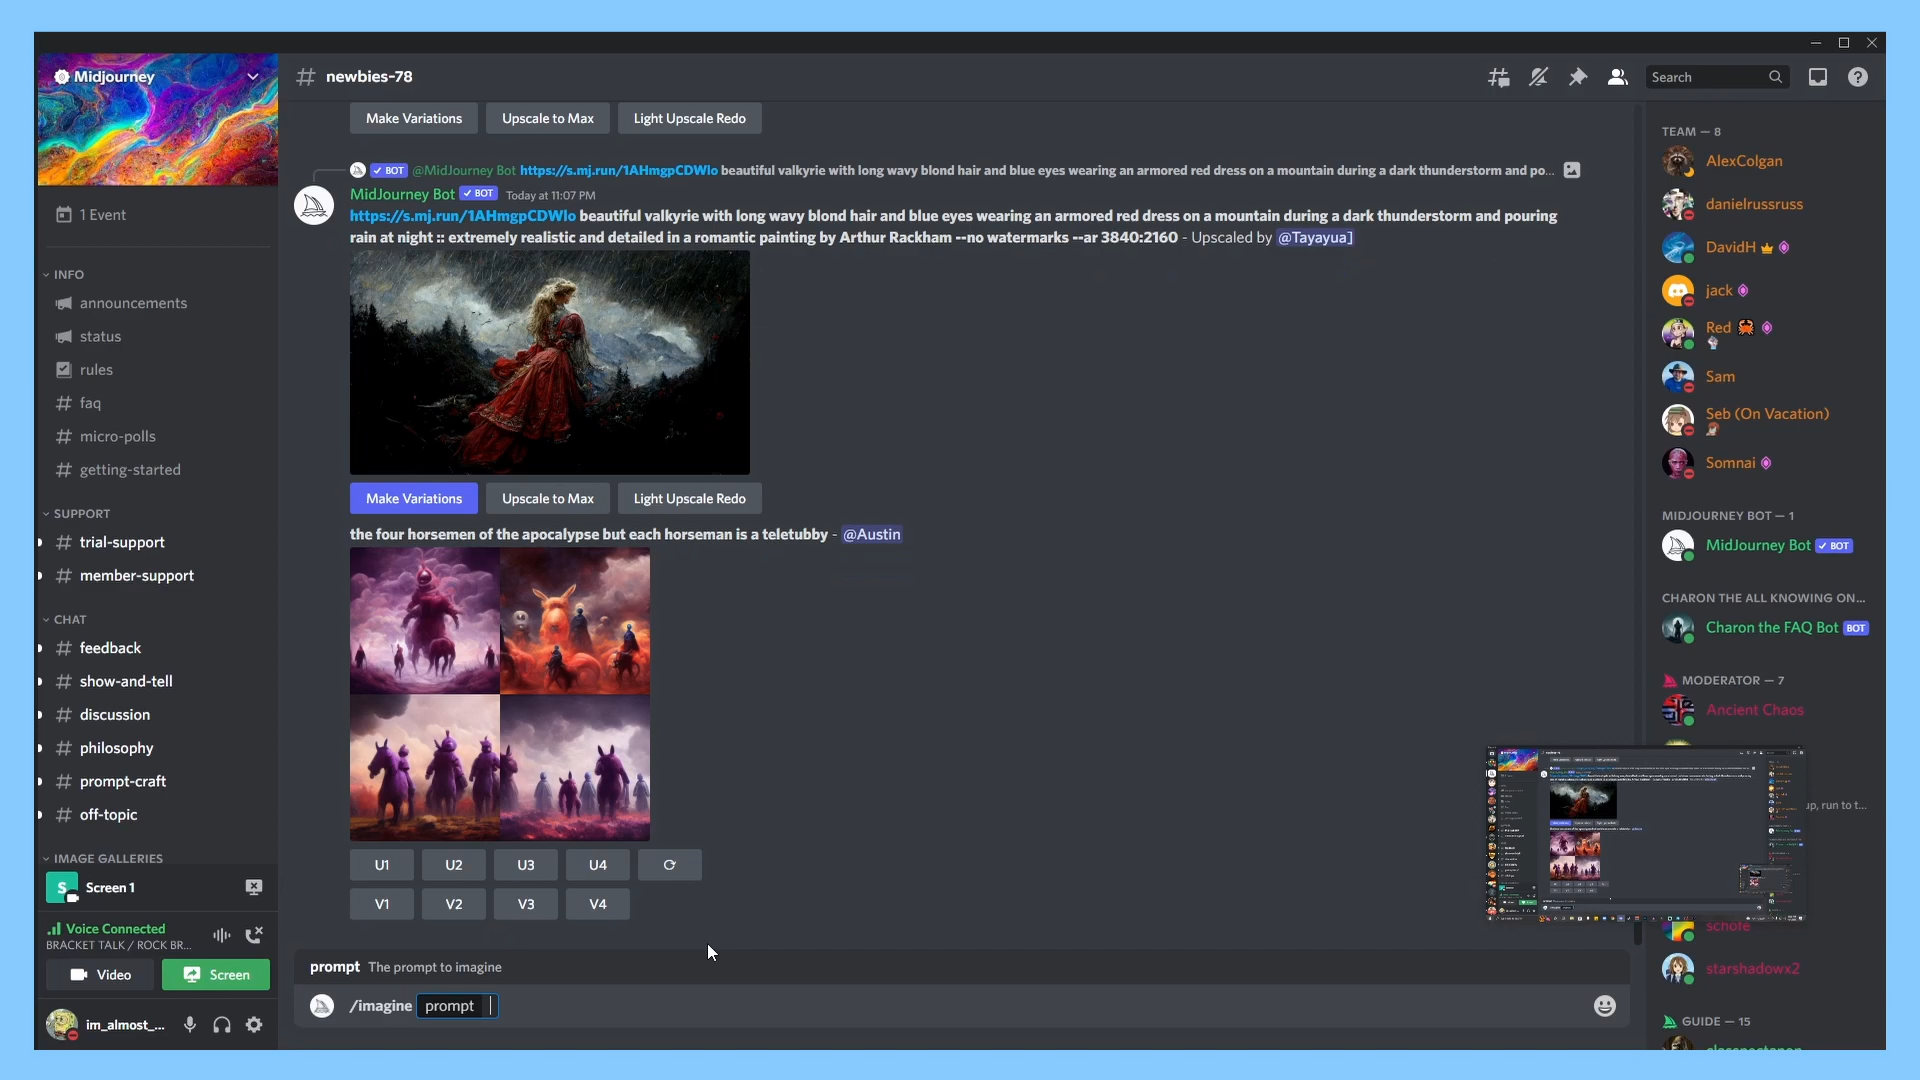 Midjourney
1 Event
INFO
announcements
status
rules
faq
micro-polls
getting-started
SUPPORT
trial-support
member-support
CHAT
feedback
show-and-tell
discussion
philosophy
prompt-craft
off-topic
IMAGE GALLERIES
S
Screen 1
Voice Connected
BRACKET TALK / ROCK BR...
Video
Screen
im_almost_...
newbies-78
Search
Make Variations
Upscale to Max
Light Upscale Redo
BOT @MidJourney Bot https://s.mj.run/1AHmgpCDWIo beautiful valkyrie with long wavy blond hair and blue eyes wearing an armored red dress on a mountain during a dark thunderstorm and po...
MidJourney Bot BOT Today at 11:07 PM
https://s.mj.run/1AHmgpCDWIo beautiful valkyrie with long wavy blond hair and blue eyes wearing an armored red dress on a mountain during a dark thunderstorm and pouring
rain at night :: extremely realistic and detailed in a romantic painting by Arthur Rackham --no watermarks --ar 3840:2160 - Upscaled by @Tayayua]
Make Variations
Upscale to Max
Light Upscale Redo
the four horsemen of the apocalypse but each horseman is a teletubby - @Austin
U1 U2 U3 U4
V1 V2 V3 V4
prompt The prompt to imagine
/imagine prompt
TEAM — 8
AlexColgan
danielrussruss
DavidH
jack
Red
Sam
Seb (On Vacation)
Somnai
MIDJOURNEY BOT — 1
MidJourney Bot BOT
CHARON THE ALL KNOWING ON...
Charon the FAQ Bot BOT
MODERATOR — 7
Ancient Chaos
up, run to t...
schofe
starshadowx2
GUIDE — 15